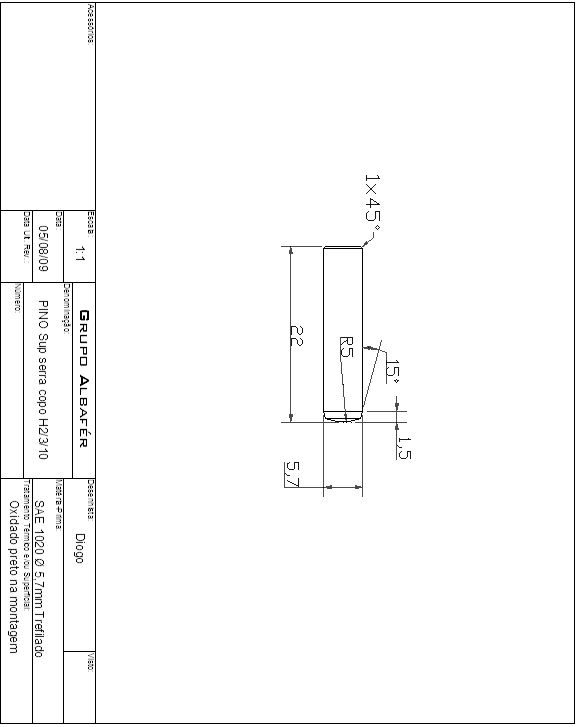 1x45°
22
R5
15°
1,5
5,7
Acessórios:
Escala:
1:1
GRUPO ALBAFÉR
Desenhista:
Diogo
Visto:
Data:
05/08/09
Denominação:
PINO Sup serra copo H2/3/10
Matéria-Prima:
SAE 1020 Ø 5,7mm Trefilado
Data Ult. Rev.:
Número:
Tratamento Térmico e/ou Superficial:
Oxidado preto na montagem